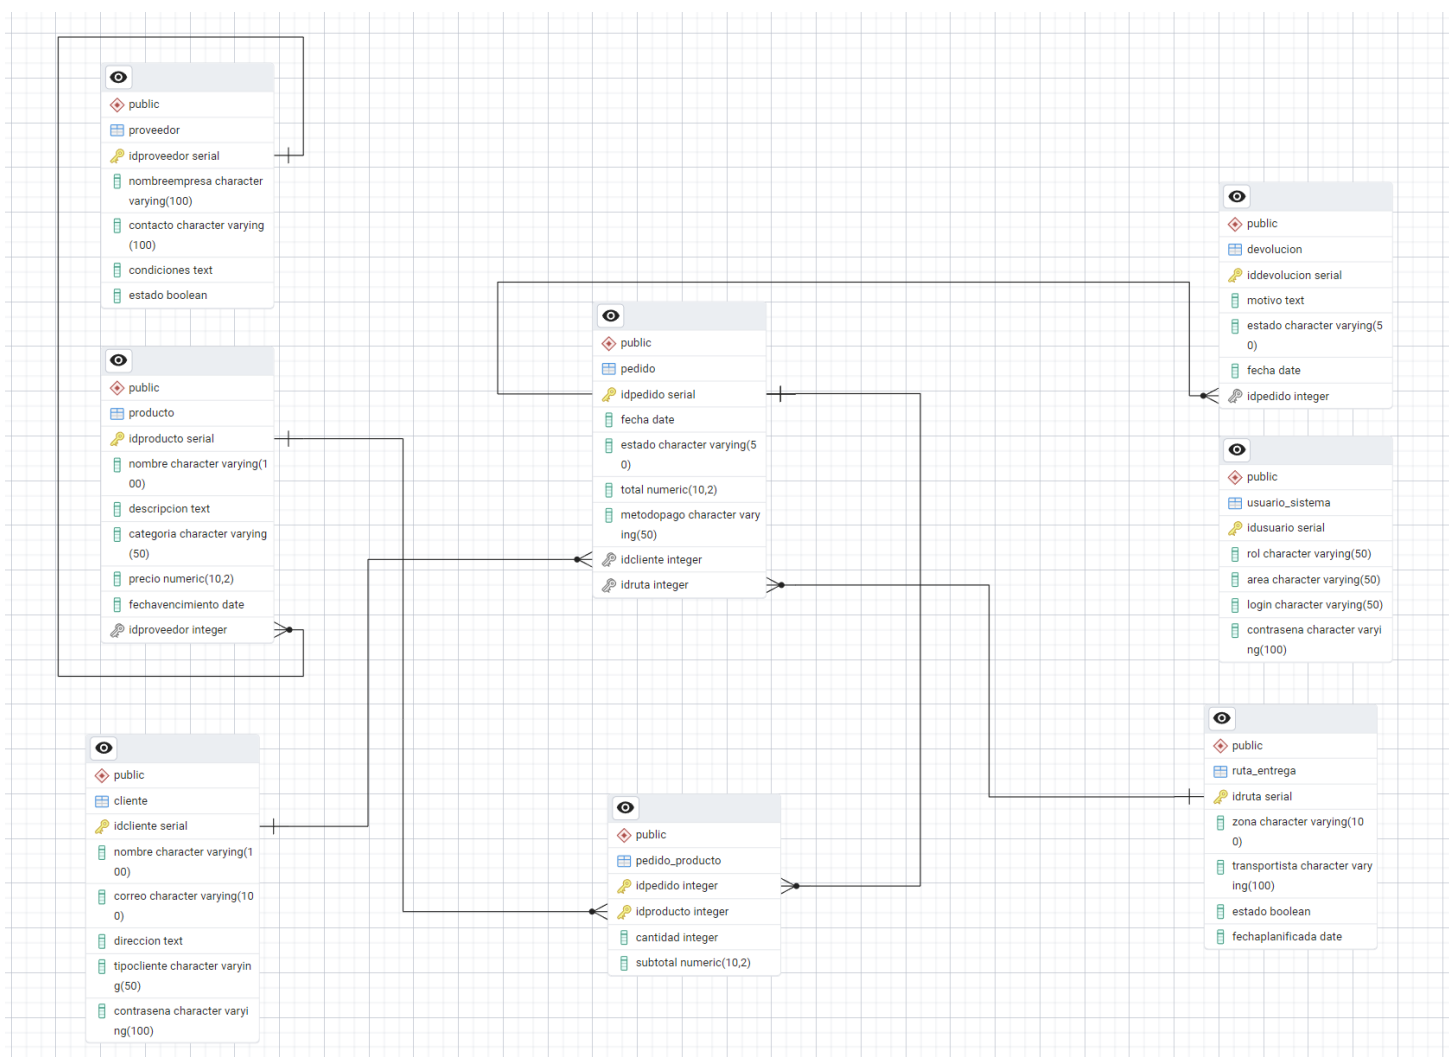 public
proveedor
idproveedor serial
nombreempresa character
varying(100)
contacto character varying
(100)
condiciones text
estado boolean
public
producto
idproducto serial
nombre character varying(1
00)
descripcion text
categoria character varying
(50)
precio numeric(10,2)
fechavencimiento date
idproveedor integer
public
cliente
idcliente serial
nombre character varying(1
00)
correo character varying(10
0)
direccion text
tipocliente character varyin
g(50)
contrasena character varyi
ng(100)
public
pedido
idpedido serial
fecha date
estado character varying(5
0)
total numeric(10,2)
metodopago character vary
ing(50)
idcliente integer
idruta integer
public
pedido_producto
idpedido integer
idproducto integer
cantidad integer
subtotal numeric(10,2)
public
devolucion
iddevolucion serial
motivo text
estado character varying(5
0)
fecha date
idpedido integer
public
usuario_sistema
idusuario serial
rol character varying(50)
area character varying(50)
login character varying(50)
contrasena character varyi
ng(100)
public
ruta_entrega
idruta serial
zona character varying(10
0)
transportista character vary
ing(100)
estado boolean
fechaplanificada date